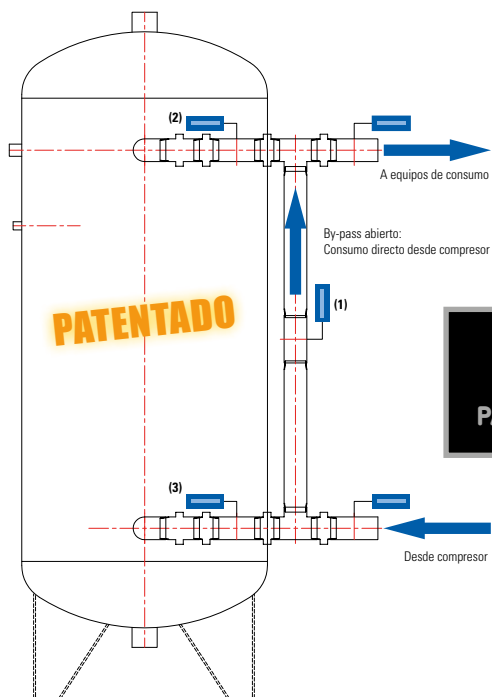 (2)
A equipos de consumo
By-pass abierto:
Consumo directo desde compresor
(1)
PATENTADO
(3)
Desde compresor